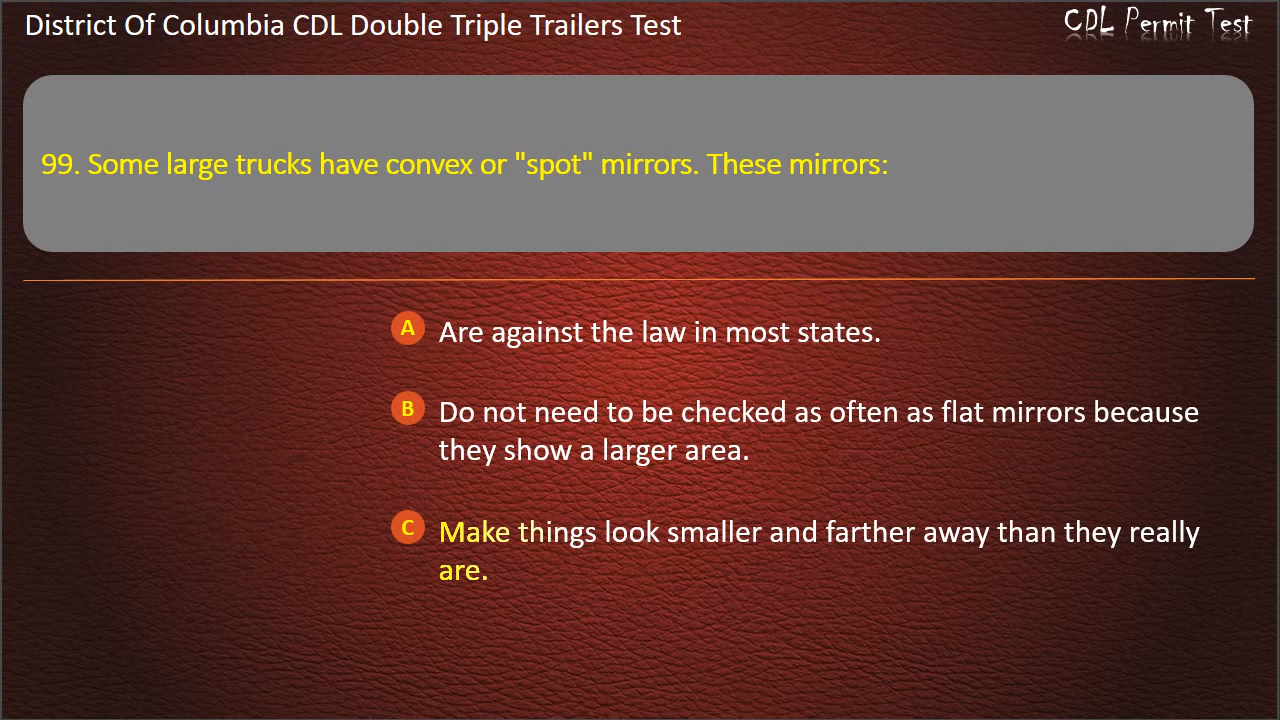 District Of Columbia CDL Double Triple Trailers Test
CDL Permit Test
99. Some large trucks have convex or "spot" mirrors. These mirrors:
A Are against the law in most states.
B Do not need to be checked as often as flat mirrors because
they show a larger area.
C Make things look smaller and farther away than they really
are.